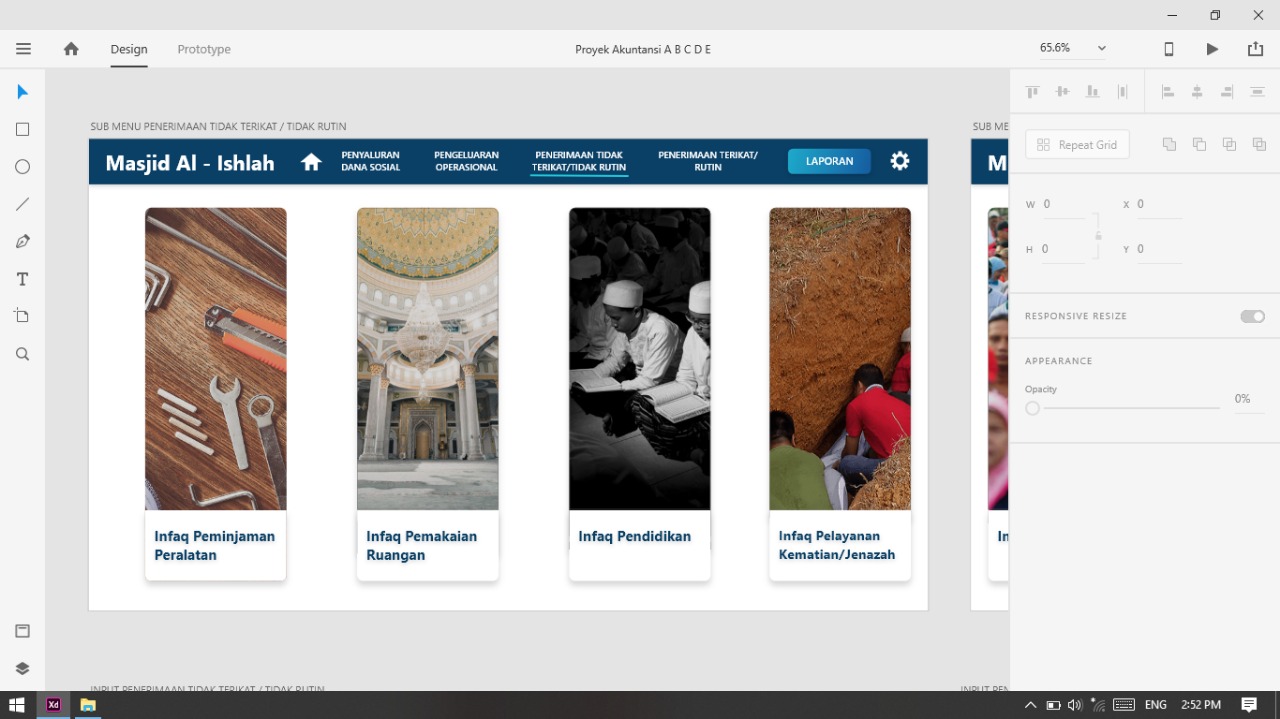 Design
Prototype
Proyek Akuntansi A B C D E
65.6%
SUB MENU PENERIMAAN TIDAK TERIKAT / TIDAK RUTIN
SUB ME
Masjid Al - Ishlah
PENYALURAN
DANA SOSIAL
PENGELUARAN
OPERASIONAL
PENERIMAAN TIDAK
TERIKAT/TIDAK RUTIN
PENERIMAAN TERIKAT/
RUTIN
LAPORAN
M
Infaq Peminjaman
Peralatan
Infaq Pemakaian
Ruangan
Infaq Pendidikan
Infaq Pelayanan
Kematian/Jenazah
In
INPUT PENERIMAAN TIDAK TERIKAT / TIDAK RUTIN
INPUT PEN
Repeat Grid
W 0
X 0
H 0
Y 0
RESPONSIVE RESIZE
APPEARANCE
Opacity
0%
T
Xd
ENG
2:52 PM